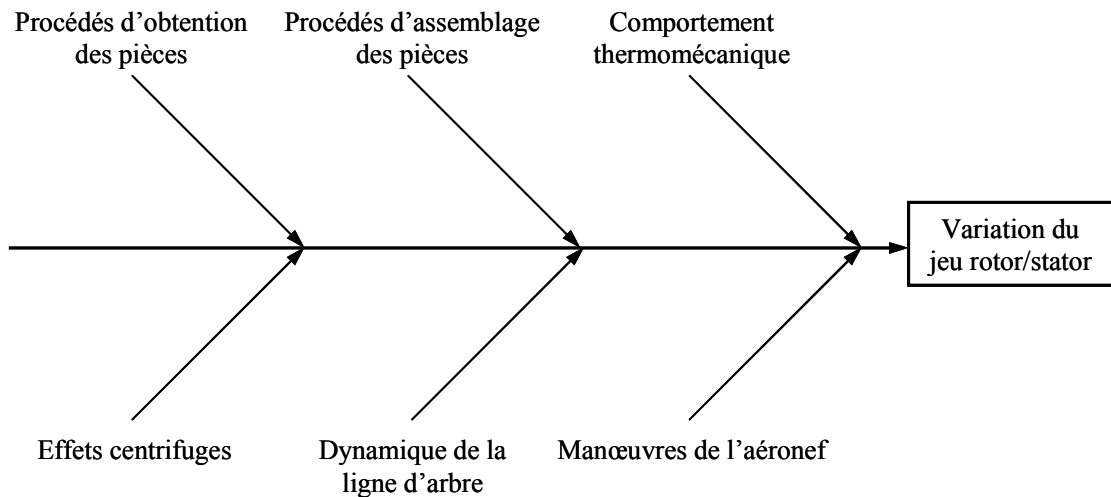 Procédés d'obtention
des pièces
Procédés d'assemblage
des pièces
Comportement
thermomécanique
Variation du
jeu rotor/stator
Effets centrifuges
Dynamique de la
ligne d'arbre
Manœuvres de l'aéronef